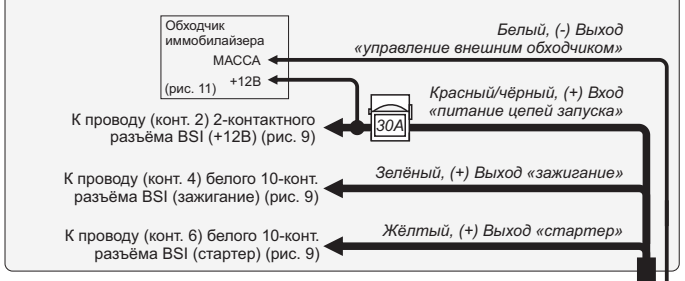 Обходчик
иммобилайзера
МАССА
+12В
(рис. 11)
Белый, (-) Выход
«управление внешним обходчиком»
Красный/чёрный, (+) Вход
«питание цепей запуска»
30А
К проводу (конт. 2) 2-контактного
разъёма BSI (+12В) (рис. 9)
Зелёный, (+) Выход «зажигание»
К проводу (конт. 4) белого 10-конт.
разъёма BSI (зажигание) (рис. 9)
Жёлтый, (+) Выход «стартер»
К проводу (конт. 6) белого 10-конт.
разъёма BSI (стартер) (рис. 9)